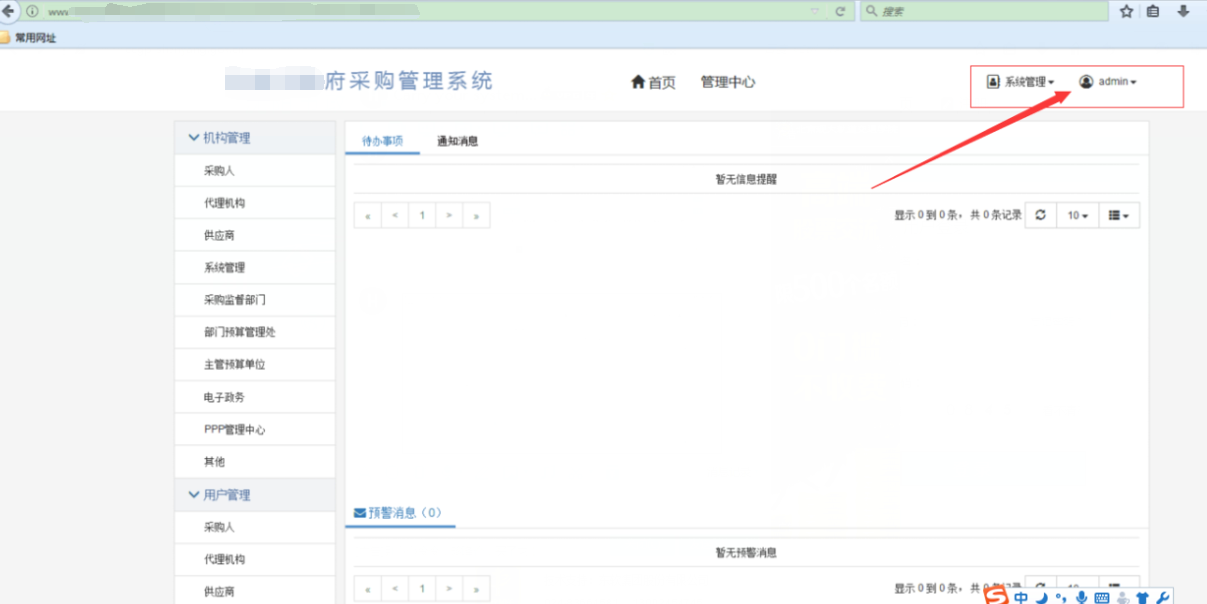 www
搜索
常用网址
府采购管理系统
首页 管理中心 系统管理 admin
机构管理
采购人
代理机构
供应商
系统管理
采购监督部门
部门预算管理处
主管预算单位
电子政务
PPP管理中心
其他
用户管理
采购人
代理机构
供应商
待办事项 通知消息
暂无信息提醒
« < 1 > » 显示 0 到 0 条，共 0 条记录 10
预警消息（0）
暂无预警消息
« < 1 > » 显示 0 到 0 条，共 0 条记录 10
中